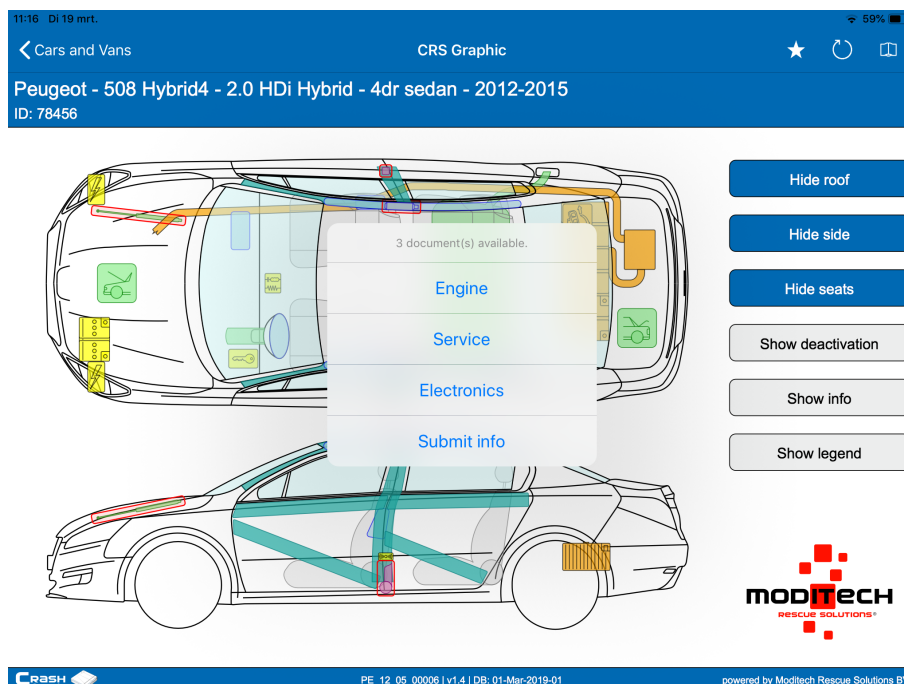 11:16 Di 19 mrt.
59%
Cars and Vans
CRS Graphic
Peugeot - 508 Hybrid4 - 2.0 HDi Hybrid - 4dr sedan - 2012-2015
ID: 78456
3 document(s) available.
Engine
Service
Electronics
Submit info
Hide roof
Hide side
Hide seats
Show deactivation
Show info
Show legend
MODITECH
RESCUE SOLUTIONS®
CRASH
PE_12_05_00006 | v1.4 | DB: 01-Mar-2019-01
powered by Moditech Rescue Solutions BV